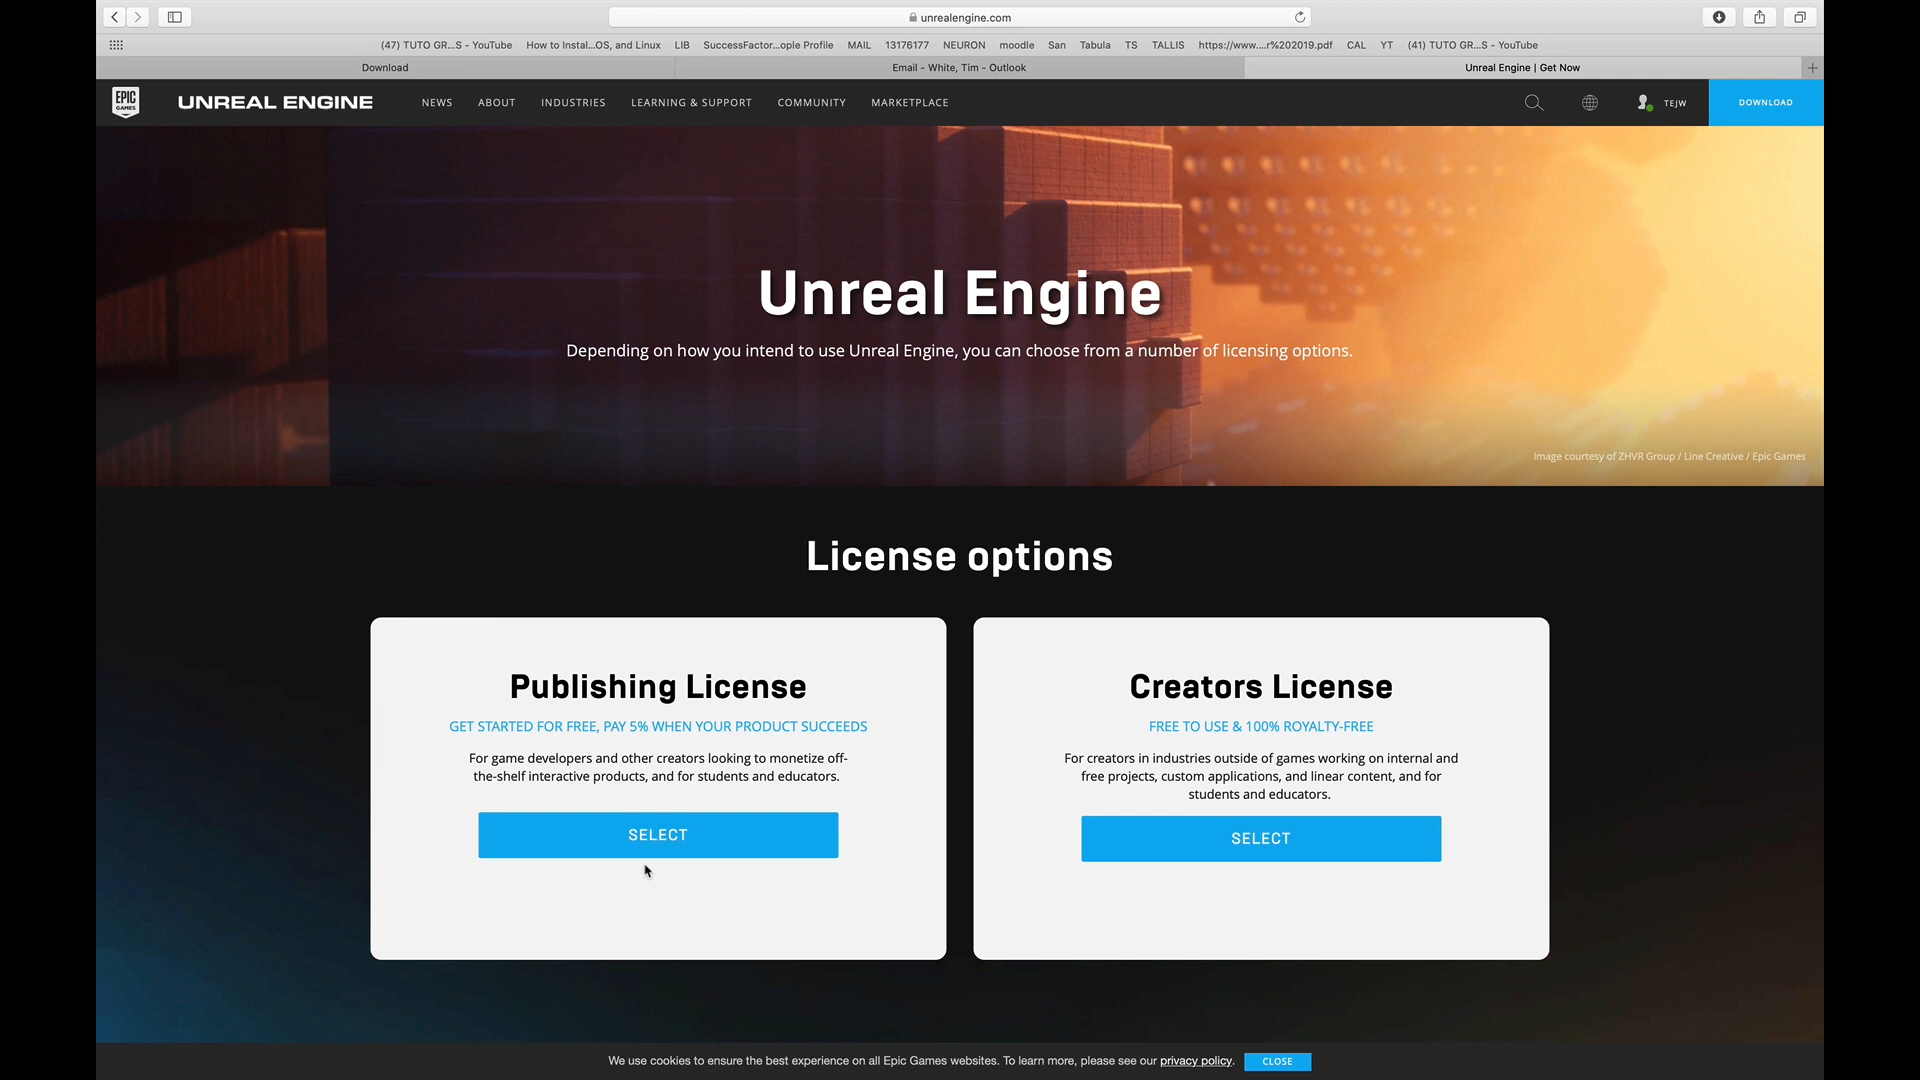 unrealengine.com
(47) TUTO GR...S - YouTube How to Instal...OS, and Linux LIB SuccessFactor...ople Profile MAIL 13176177 NEURON moodle San Tabula TS TALLIS https://www....r%202019.pdf CAL YT (41) TUTO GR...S - YouTube
Download Email - White, Tim - Outlook Unreal Engine | Get Now
EPIC GAMES UNREAL ENGINE NEWS ABOUT INDUSTRIES LEARNING & SUPPORT COMMUNITY MARKETPLACE TEJW DOWNLOAD
Unreal Engine
Depending on how you intend to use Unreal Engine, you can choose from a number of licensing options.
Image courtesy of ZHVR Group / Line Creative / Epic Games
License options
Publishing License
GET STARTED FOR FREE, PAY 5% WHEN YOUR PRODUCT SUCCEEDS
For game developers and other creators looking to monetize off-
the-shelf interactive products, and for students and educators.
SELECT
Creators License
FREE TO USE & 100% ROYALTY-FREE
For creators in industries outside of games working on internal and
free projects, custom applications, and linear content, and for
students and educators.
SELECT
We use cookies to ensure the best experience on all Epic Games websites. To learn more, please see our privacy policy. CLOSE